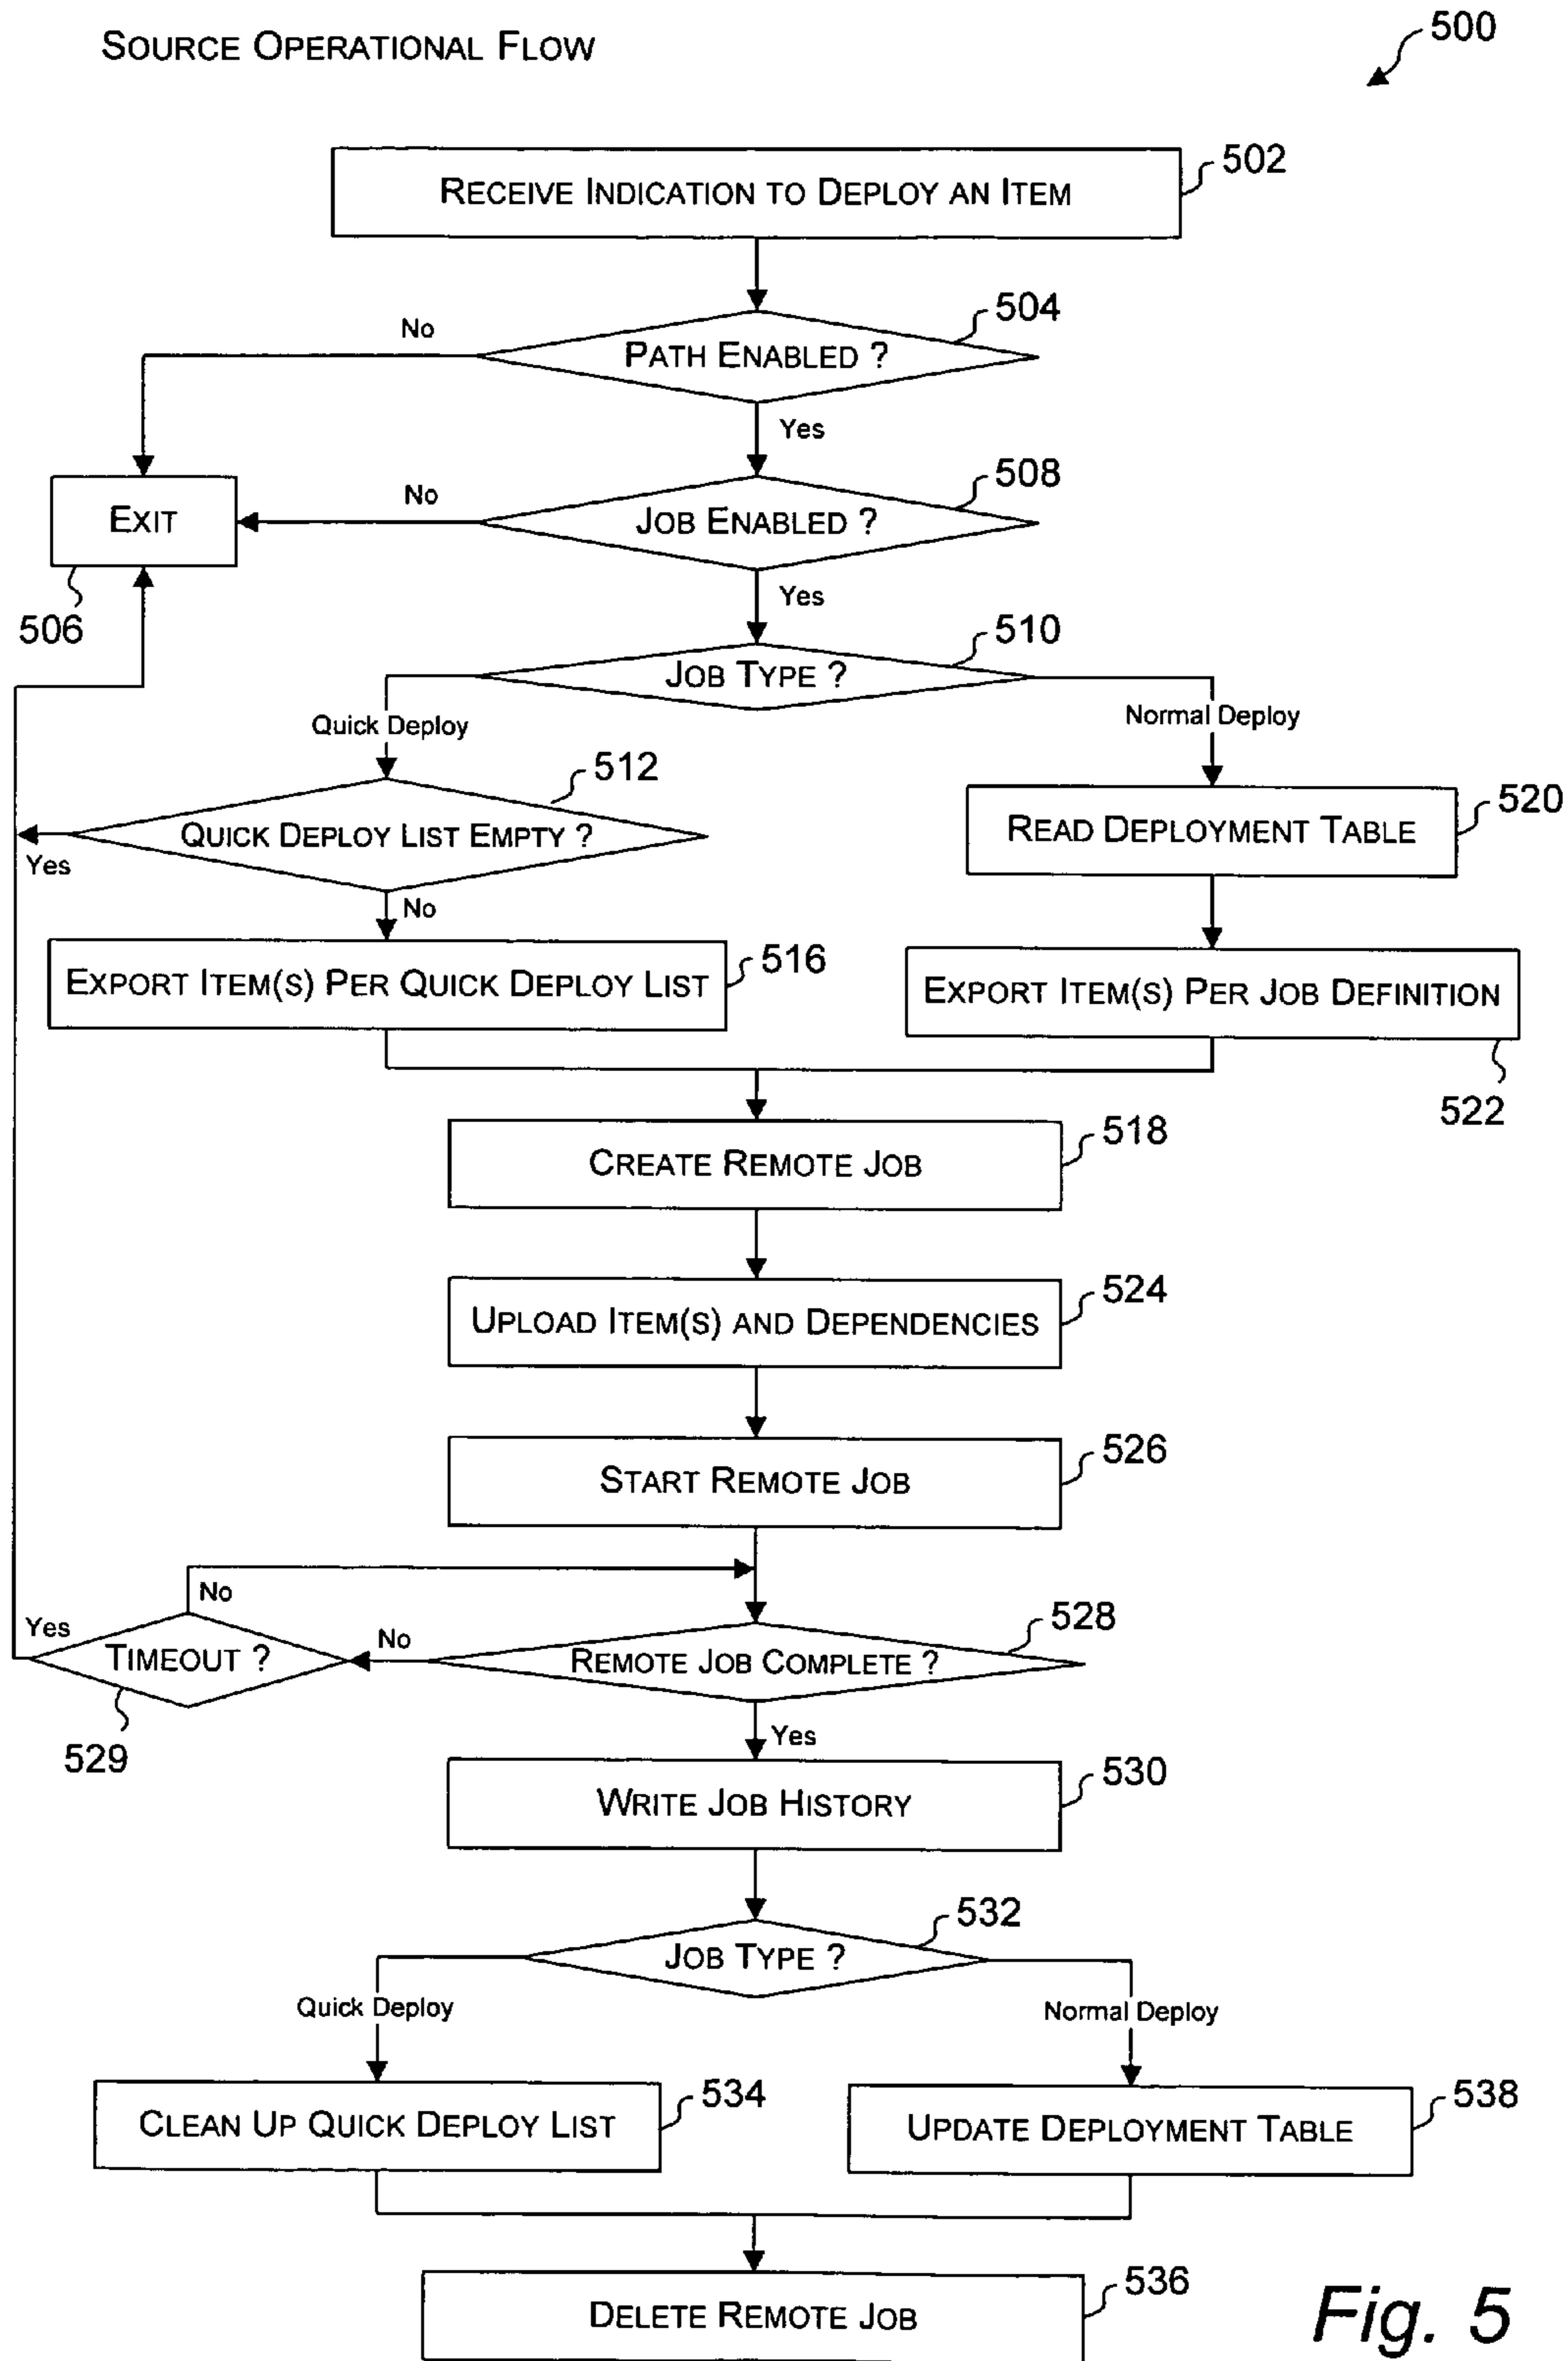 SOURCE OPERATIONAL FLOW
500
RECEIVE INDICATION TO DEPLOY AN ITEM
502
PATH ENABLED ?
504
No
Yes
EXIT
506
JOB ENABLED ?
508
No
Yes
JOB TYPE ?
510
Quick Deploy
Normal Deploy
QUICK DEPLOY LIST EMPTY ?
512
Yes
No
READ DEPLOYMENT TABLE
520
EXPORT ITEM(S) PER QUICK DEPLOY LIST
516
EXPORT ITEM(S) PER JOB DEFINITION
522
CREATE REMOTE JOB
518
UPLOAD ITEM(S) AND DEPENDENCIES
524
START REMOTE JOB
526
No
Yes
TIMEOUT ?
529
No
REMOTE JOB COMPLETE ?
528
Yes
WRITE JOB HISTORY
530
JOB TYPE ?
532
Quick Deploy
Normal Deploy
CLEAN UP QUICK DEPLOY LIST
534
UPDATE DEPLOYMENT TABLE
538
DELETE REMOTE JOB
536
Fig. 5